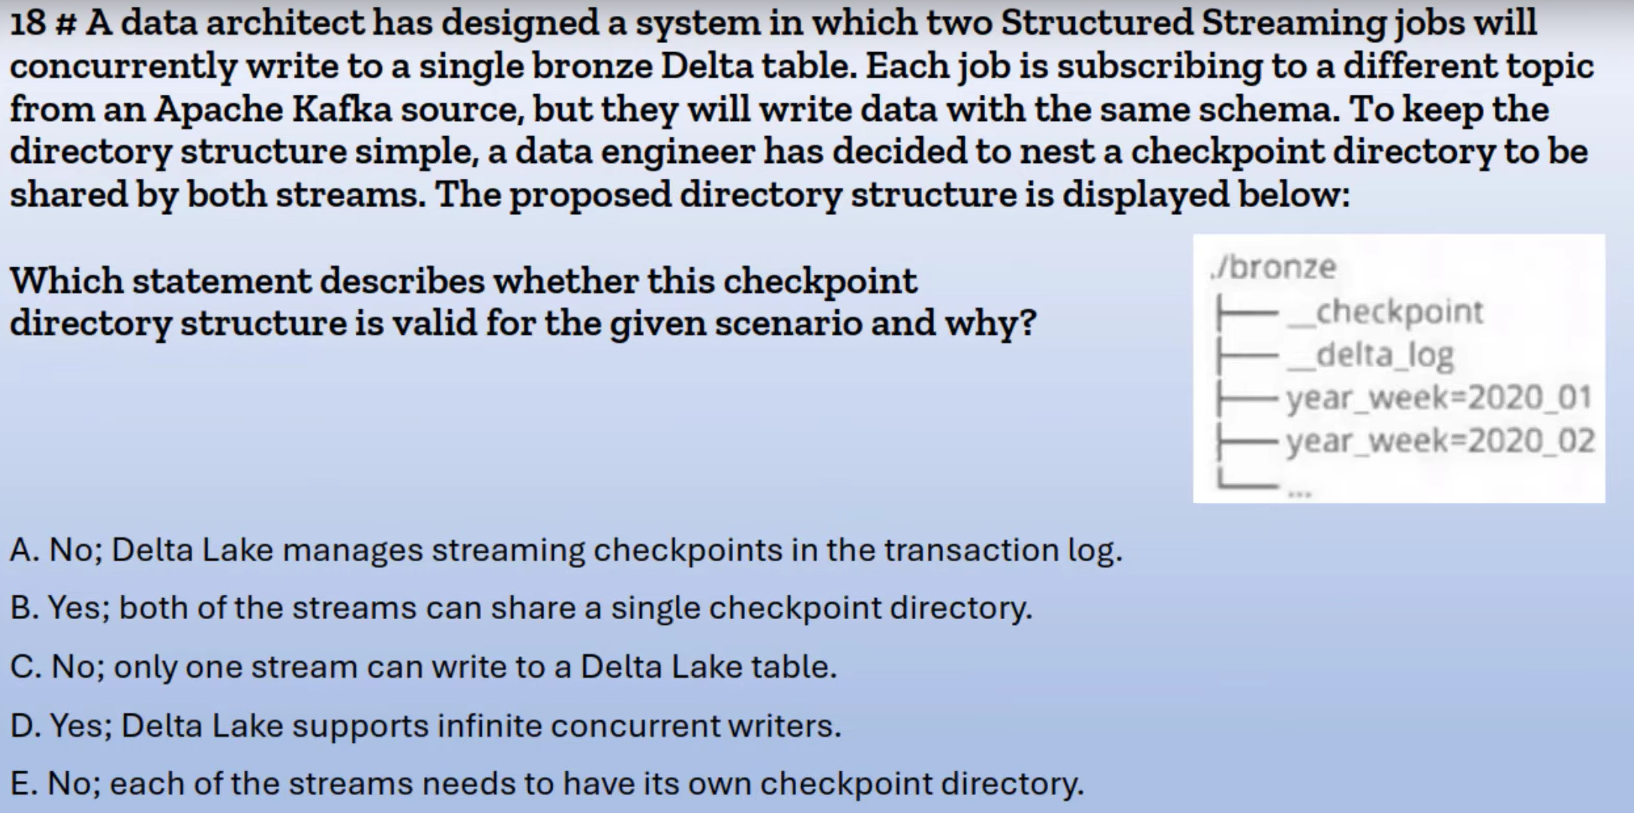 18 # A data architect has designed a system in which two Structured Streaming jobs will
concurrently write to a single bronze Delta table. Each job is subscribing to a different topic
from an Apache Kafka source, but they will write data with the same schema. To keep the
directory structure simple, a data engineer has decided to nest a checkpoint directory to be
shared by both streams. The proposed directory structure is displayed below:
Which statement describes whether this checkpoint
directory structure is valid for the given scenario and why?
./bronze
__checkpoint
__delta_log
year_week=2020_01
year_week=2020_02
...
A. No; Delta Lake manages streaming checkpoints in the transaction log.
B. Yes; both of the streams can share a single checkpoint directory.
C. No; only one stream can write to a Delta Lake table.
D. Yes; Delta Lake supports infinite concurrent writers.
E. No; each of the streams needs to have its own checkpoint directory.